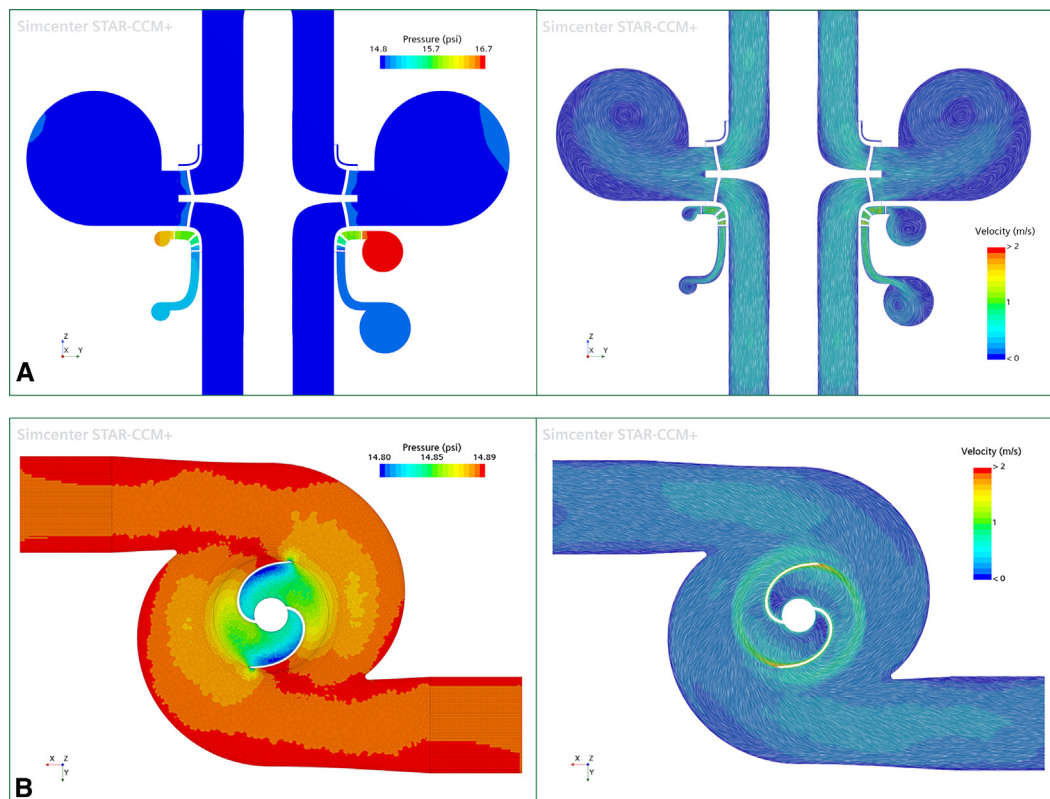 Simcenter STAR-CCM+
Pressure (psi)
14.8 15.7 16.7
Z
X Y
A
Simcenter STAR-CCM+
Velocity (m/s)
> 2
1
< 0
Z
X Y
Simcenter STAR-CCM+
Pressure (psi)
14.80 14.85 14.89
X Z
Y
B
Simcenter STAR-CCM+
Velocity (m/s)
> 2
1
< 0
X Z
Y